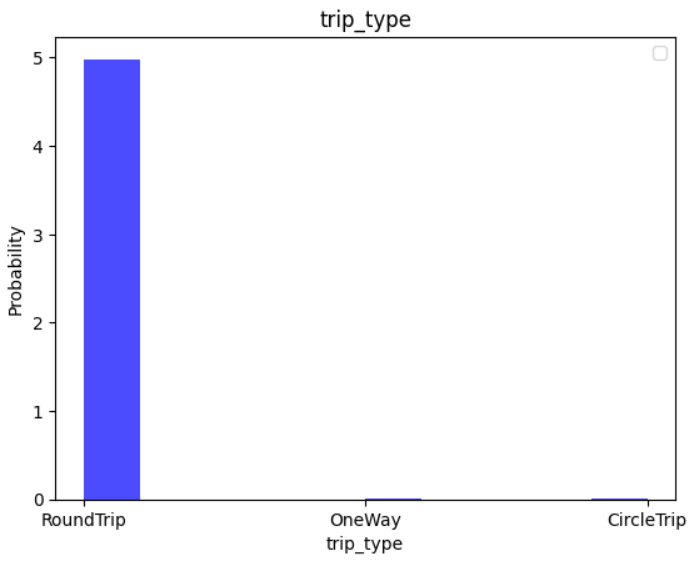 trip_type
5
4
3
2
1
0
Probability
RoundTrip
OneWay
CircleTrip
trip_type